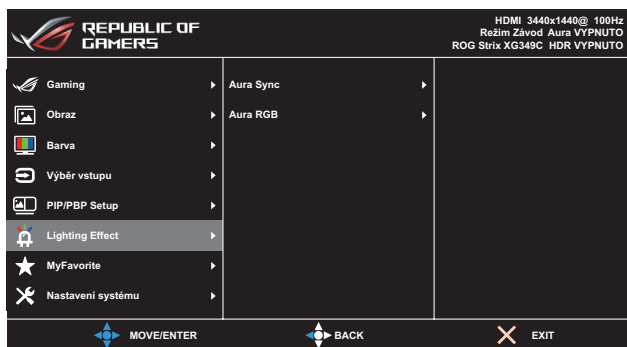 REPUBLIC OF
GAMERS
HDMI 3440x1440@ 100Hz
Režim Závod Aura VYPNUTO
ROG Strix XG349C HDR VYPNUTO
Gaming
Obraz
Barva
Výběr vstupu
PIP/PBP Setup
Lighting Effect
MyFavorite
Nastavení systému
Aura Sync
Aura RGB
MOVE/ENTER
BACK
EXIT